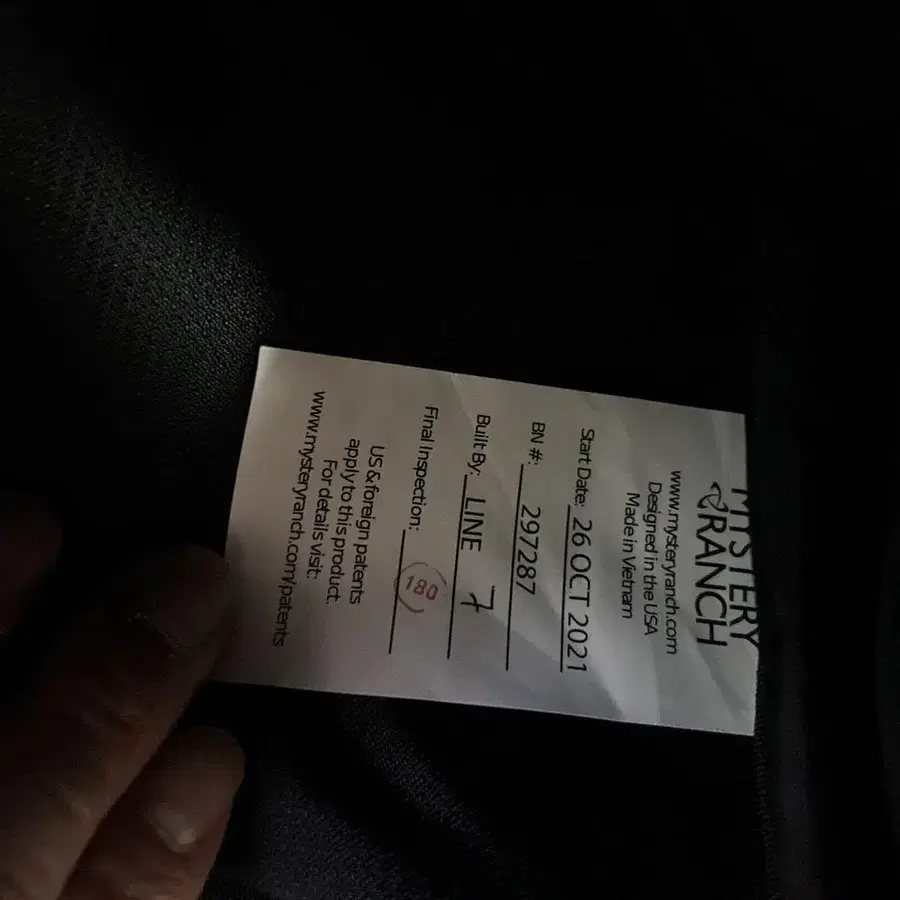 MYSTERY
RANCH
www.mysteryranch.com
Designed in the USA
Made in Vietnam
Start Date: 26 OCT 2021
BN #: 297287
Built By: LINE 7
Final Inspection: 180
US & foreign patents
apply to this product.
For details visit:
www.mysteryranch.com/patents